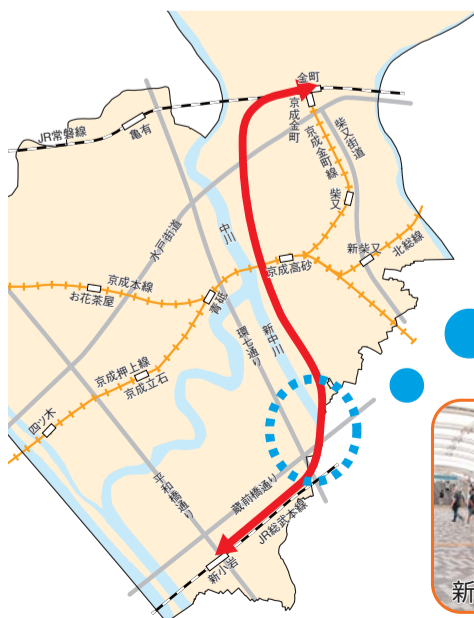 金町
JR常磐線
亀有
京成金町
京成金町線
柴又街道
柴又
水戸街道
中川
新柴又
北総線
京成高砂
京成本線
お花茶屋
青砥
環七通り
新中川
京成押上線
京成立石
四ツ木
平和橋通り
蔵前橋通り
JR総武本線
新小岩
新